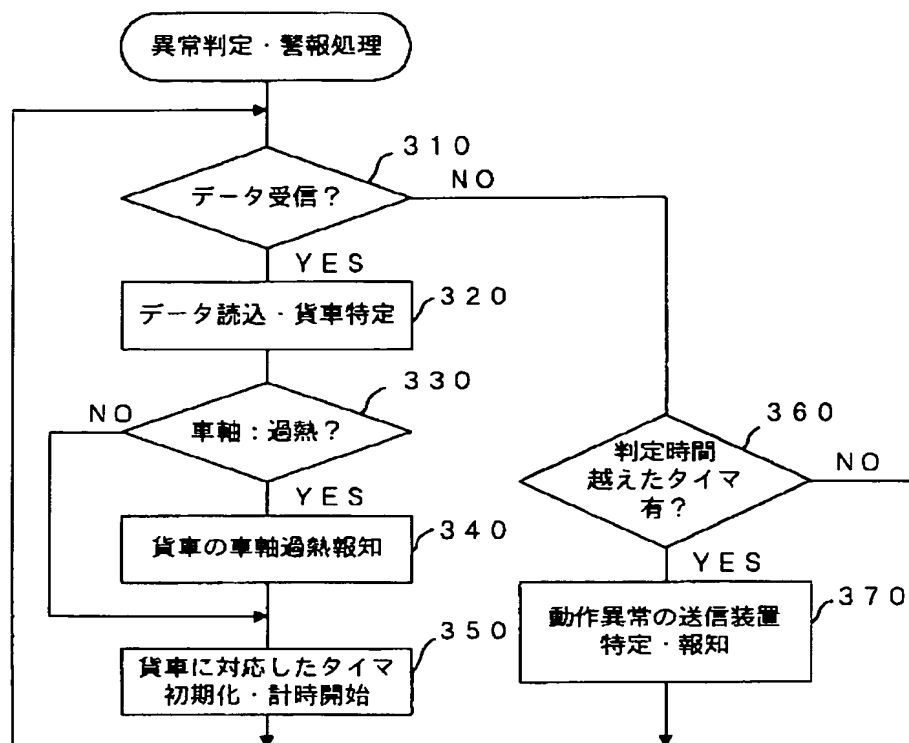 異常判定・警報処理
310
データ受信?
NO
YES
データ読込・貨車特定
320
330
NO
車軸:過熱?
YES
貨車の車軸過熱報知
340
350
貨車に対応したタイマ
初期化・計時開始
360
判定時間
越えたタイマ
有?
NO
YES
動作異常の送信装置
特定・報知
370